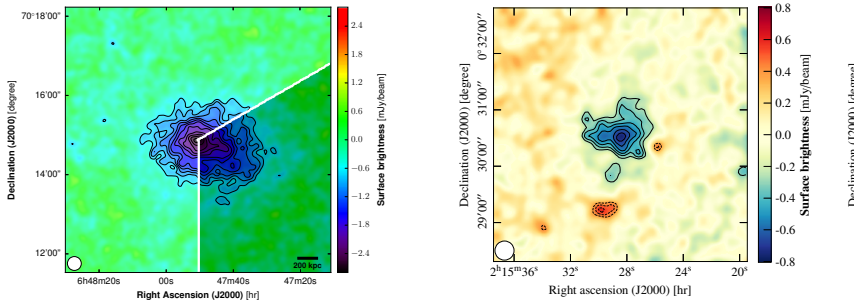 70°18'00"
16'00"
14'00"
12'00"
Declination (J2000) [degree]
6h48m20s
00s
47m40s
47m20s
Right Ascension (J2000) [hr]
200 kpc
2.4
1.8
1.2
0.6
0.0
-0.6
-1.2
-1.8
-2.4
Surface brightness [mJy/beam]
0°32'00"
31'00"
30'00"
29'00"
Declination (J2000) [degree]
2h15m36s
32s
28s
24s
20s
Right ascension (J2000) [hr]
0.8
0.6
0.4
0.2
0.0
−0.2
−0.4
−0.6
−0.8
Surface brightness [mJy/beam]
Declination (J2000) [degree]